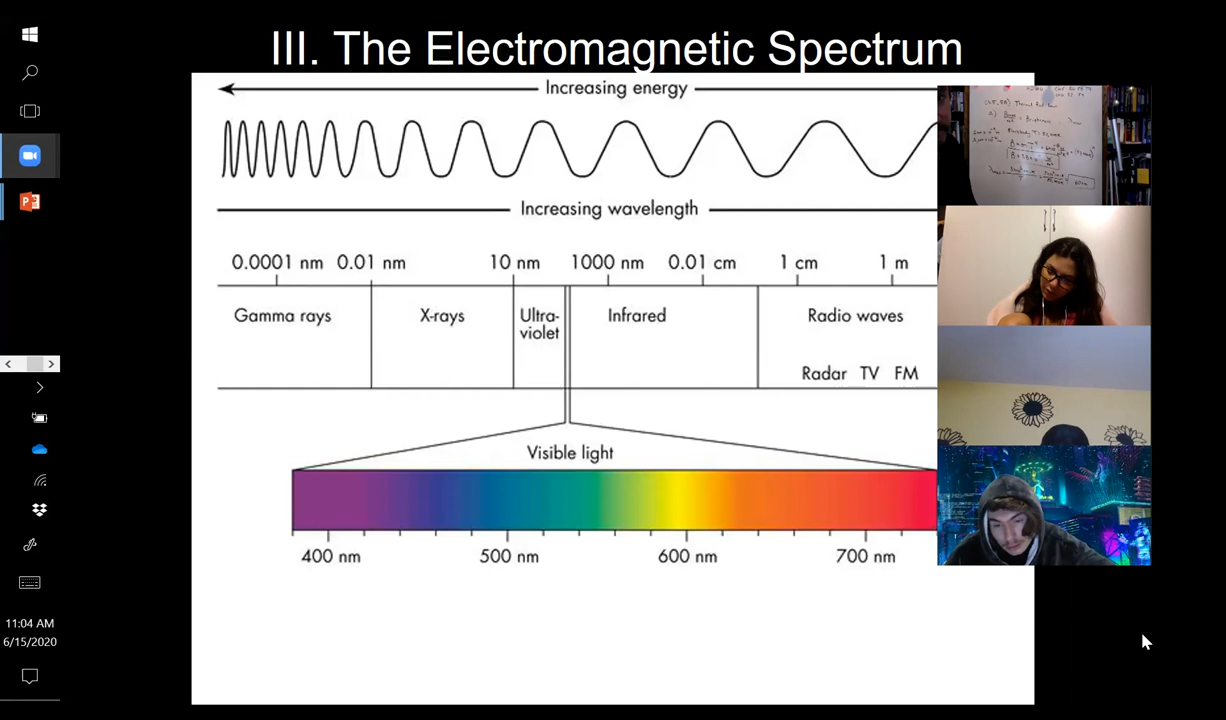 III. The Electromagnetic Spectrum
Increasing energy
Increasing wavelength
0.0001 nm 0.01 nm 10 nm 1000 nm 0.01 cm 1 cm 1 m
Gamma rays X-rays Ultra-violet Infrared Radio waves
Radar TV FM
Visible light
400 nm 500 nm 600 nm 700 nm
11:04 AM
6/15/2020